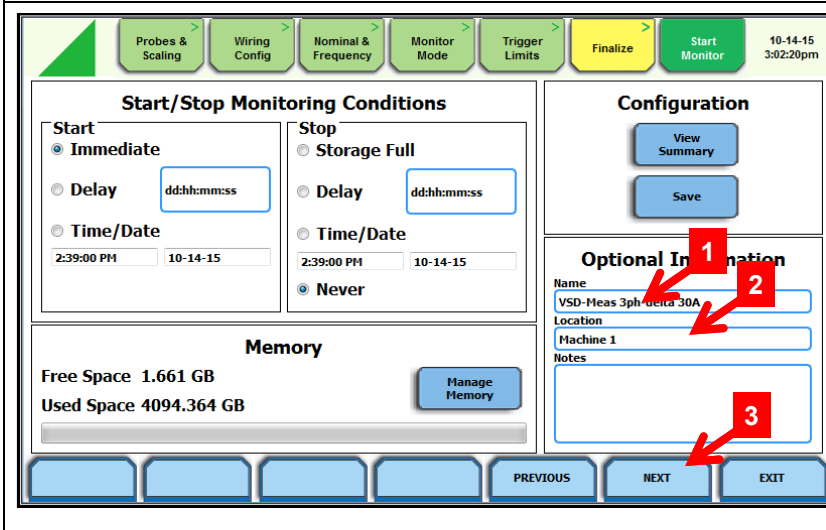 Probes & Scaling > Wiring Config > Nominal & Frequency > Monitor Mode > Trigger Limits > Finalize > Start Monitor > 10-14-15 3:02:20pm
Start/Stop Monitoring Conditions
Start
Immediate
Delay dd:hh:mm:ss
Time/Date
2:39:00 PM 10-14-15
Stop
Storage Full
Delay dd:hh:mm:ss
Time/Date
2:39:00 PM 10-14-15
Never
Configuration
View
Summary
Save
Memory
Free Space 1.661 GB
Used Space 4094.364 GB
Manage
Memory
Optional
1
Name
2
VSD-Meas 3ph-delta 30A
Location
Machine 1
Notes
3
PREVIOUS NEXT EXIT